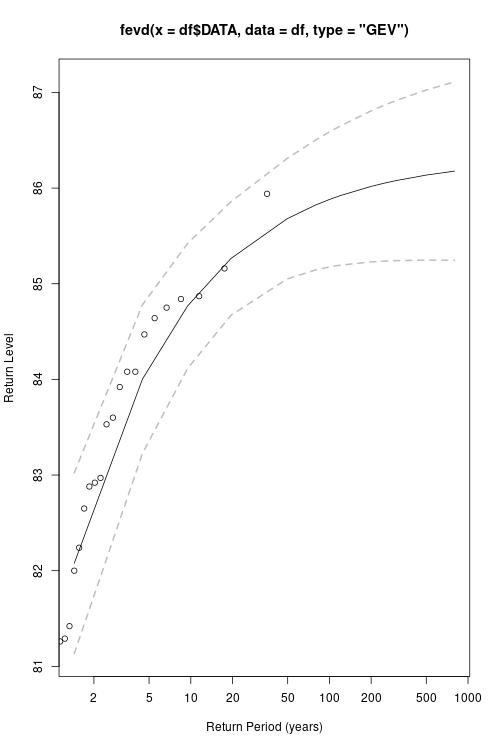 fevd(x = df$DATA, data = df, type = "GEV")
87
86
85
84
83
82
81
Return Level
2 5 10 20 50 100 200 500 1000
Return Period (years)